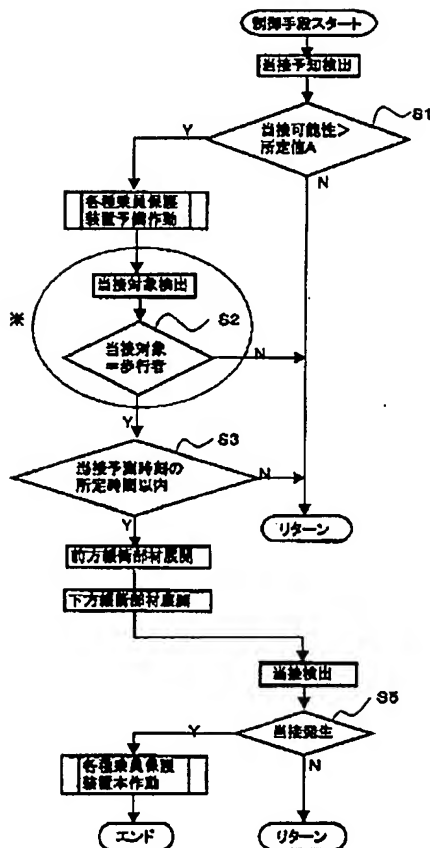 制御手段スタート
当接予知検出
S1
当接可能性>
所定値A
Y
N
各種乗員保護
装置予備作動
※
当接対象検出
S2
当接対象
=歩行者
N
Y
S3
当接予測時刻の
所定時間以内
N
Y
リターン
前方緩衝部材展開
下方緩衝部材展開
当接検出
S5
当接発生
Y
N
各種乗員保護
装置本作動
エンド
リターン